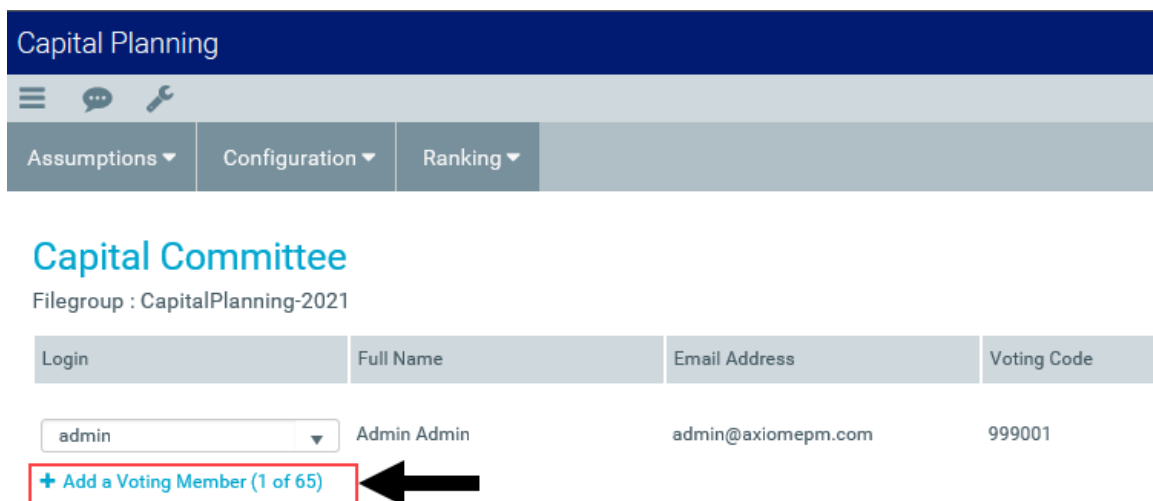 Capital Planning
Assumptions Configuration Ranking
Capital Committee
Filegroup : CapitalPlanning-2021
Login Full Name Email Address Voting Code
admin Admin Admin admin@axiomepm.com 999001
+ Add a Voting Member (1 of 65)